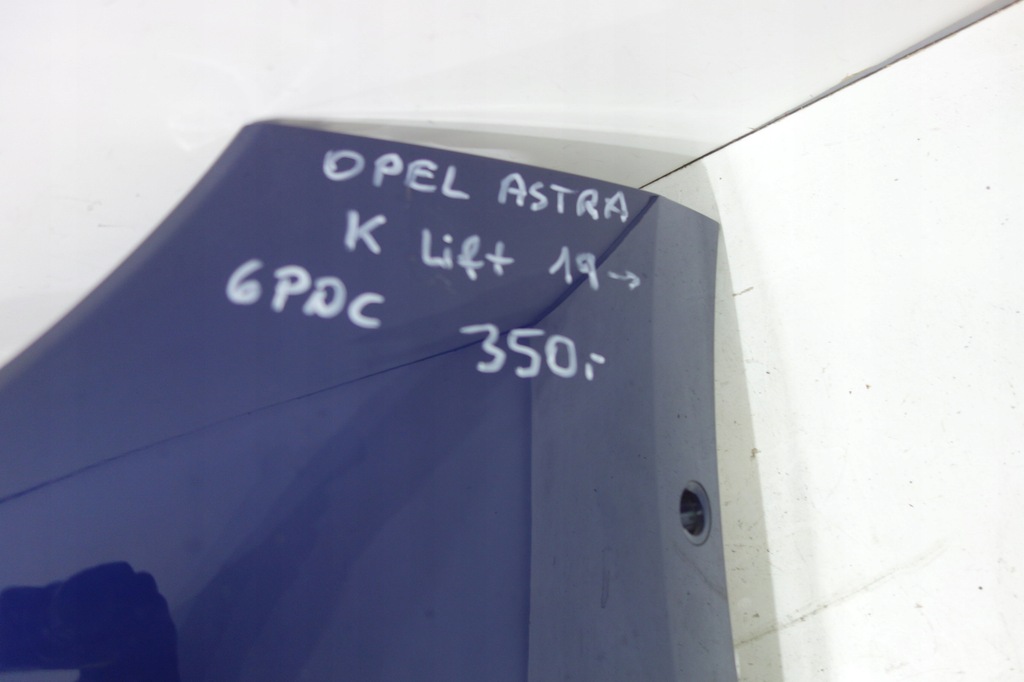 OPEL ASTRA
K Lift 19→
6PDC
350.-